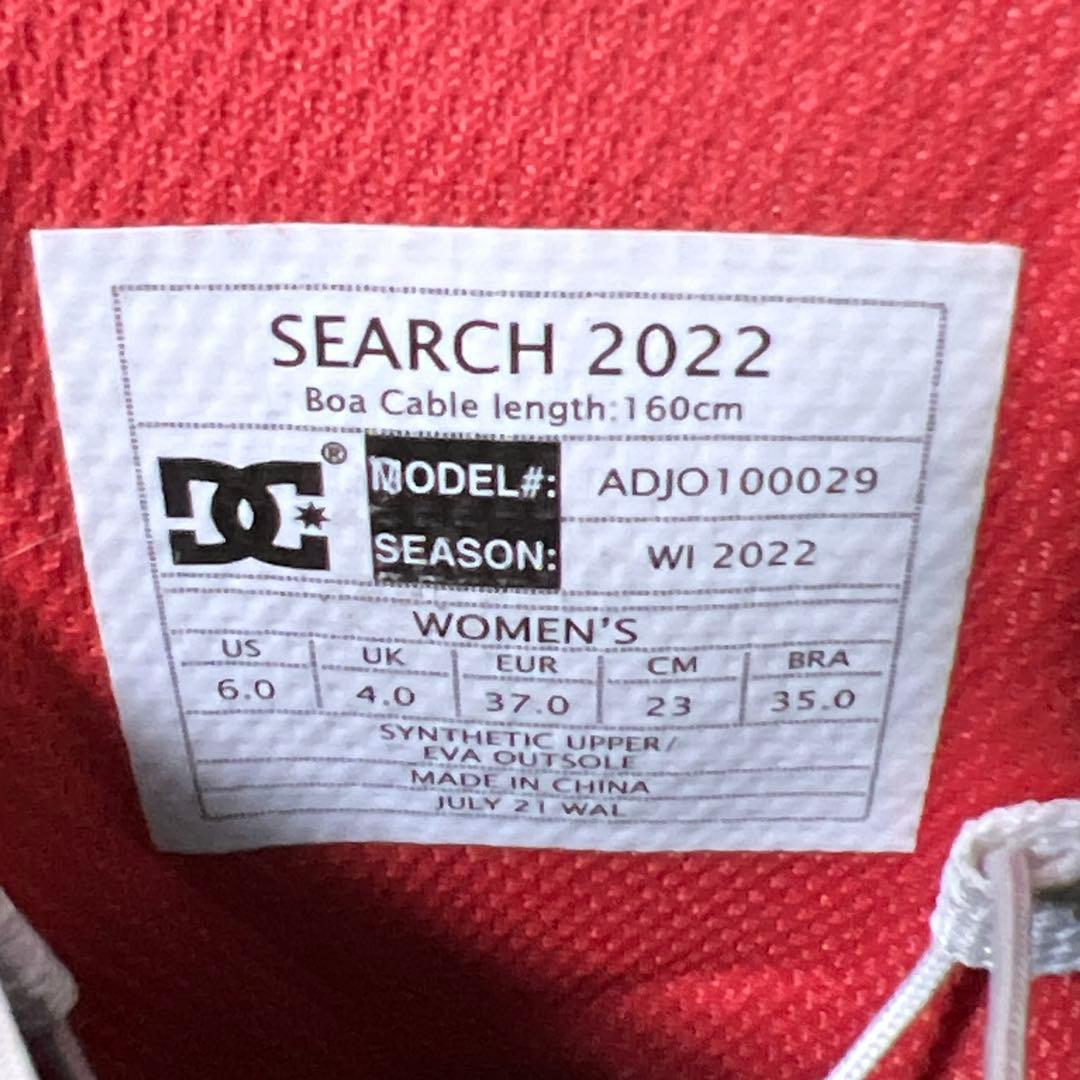 SEARCH 2022
Boa Cable length:160cm
DC®
MODEL#: ADJO100029
SEASON: WI 2022
WOMEN'S
US UK EUR CM BRA
6.0 4.0 37.0 23 35.0
SYNTHETIC UPPER/
EVA OUTSOLE
MADE IN CHINA
JULY 21 WAL